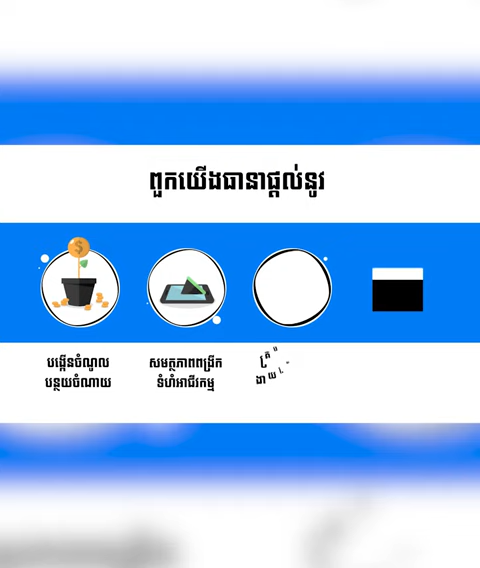 ពួកយើងធានាផ្តល់នូវ
បង្កើនចំណូល
បន្ថយចំណាយ
សមត្ថភាពពង្រីក
ទំហំអាជីវកម្ម
ងាយ